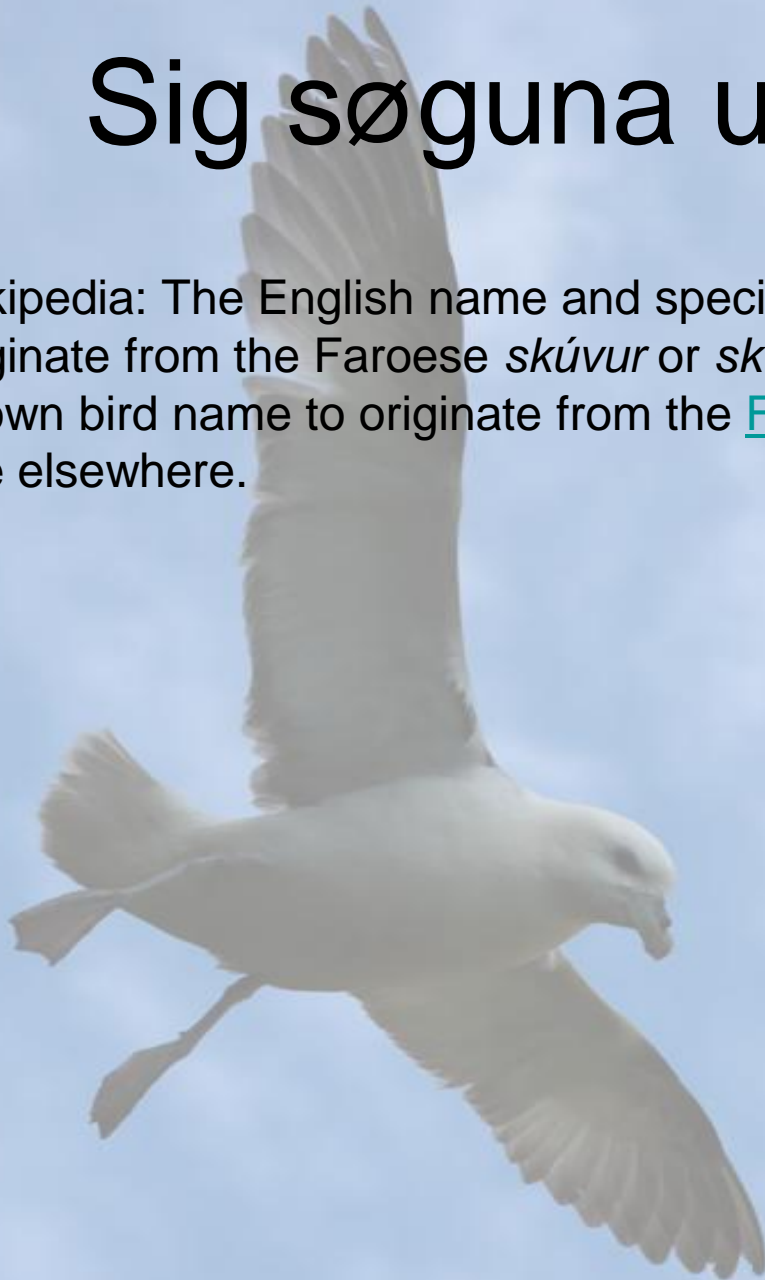 Sig søguna u
kipedia: The English name and speci
ginate from the Faroese skúvur or sk
own bird name to originate from the F
e elsewhere.